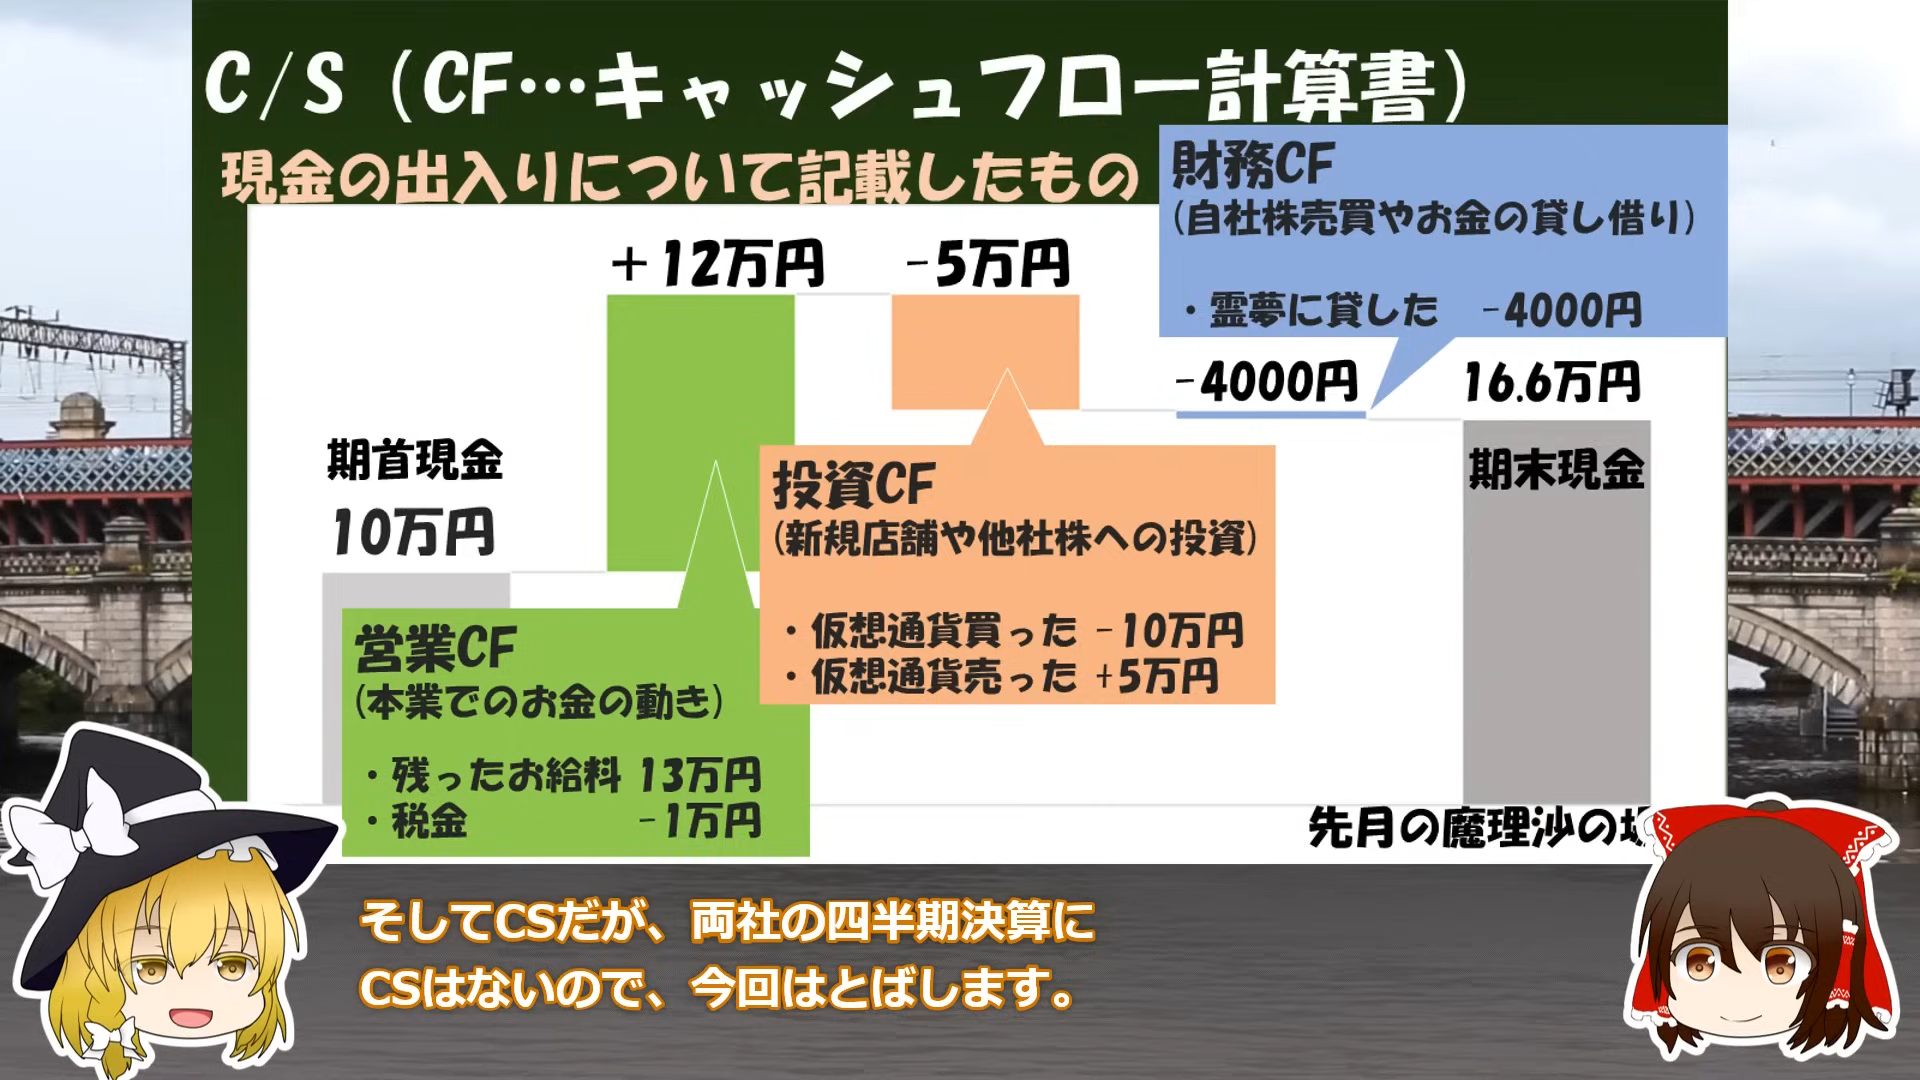 C/S（CF…キャッシュフロー計算書）
現金の出入りについて記載したもの
財務CF
(自社株売買やお金の貸し借り)
・霊夢に貸した -4000円
+12万円
-5万円
-4000円
16.6万円
期首現金
10万円
期末現金
投資CF
(新規店舗や他社株への投資)
・仮想通貨買った -10万円
・仮想通貨売った +5万円
営業CF
(本業でのお金の動き)
・残ったお給料 13万円
・税金 -1万円
先月の魔理沙の
そしてCSだが、両社の四半期決算に
CSはないので、今回はとばします。